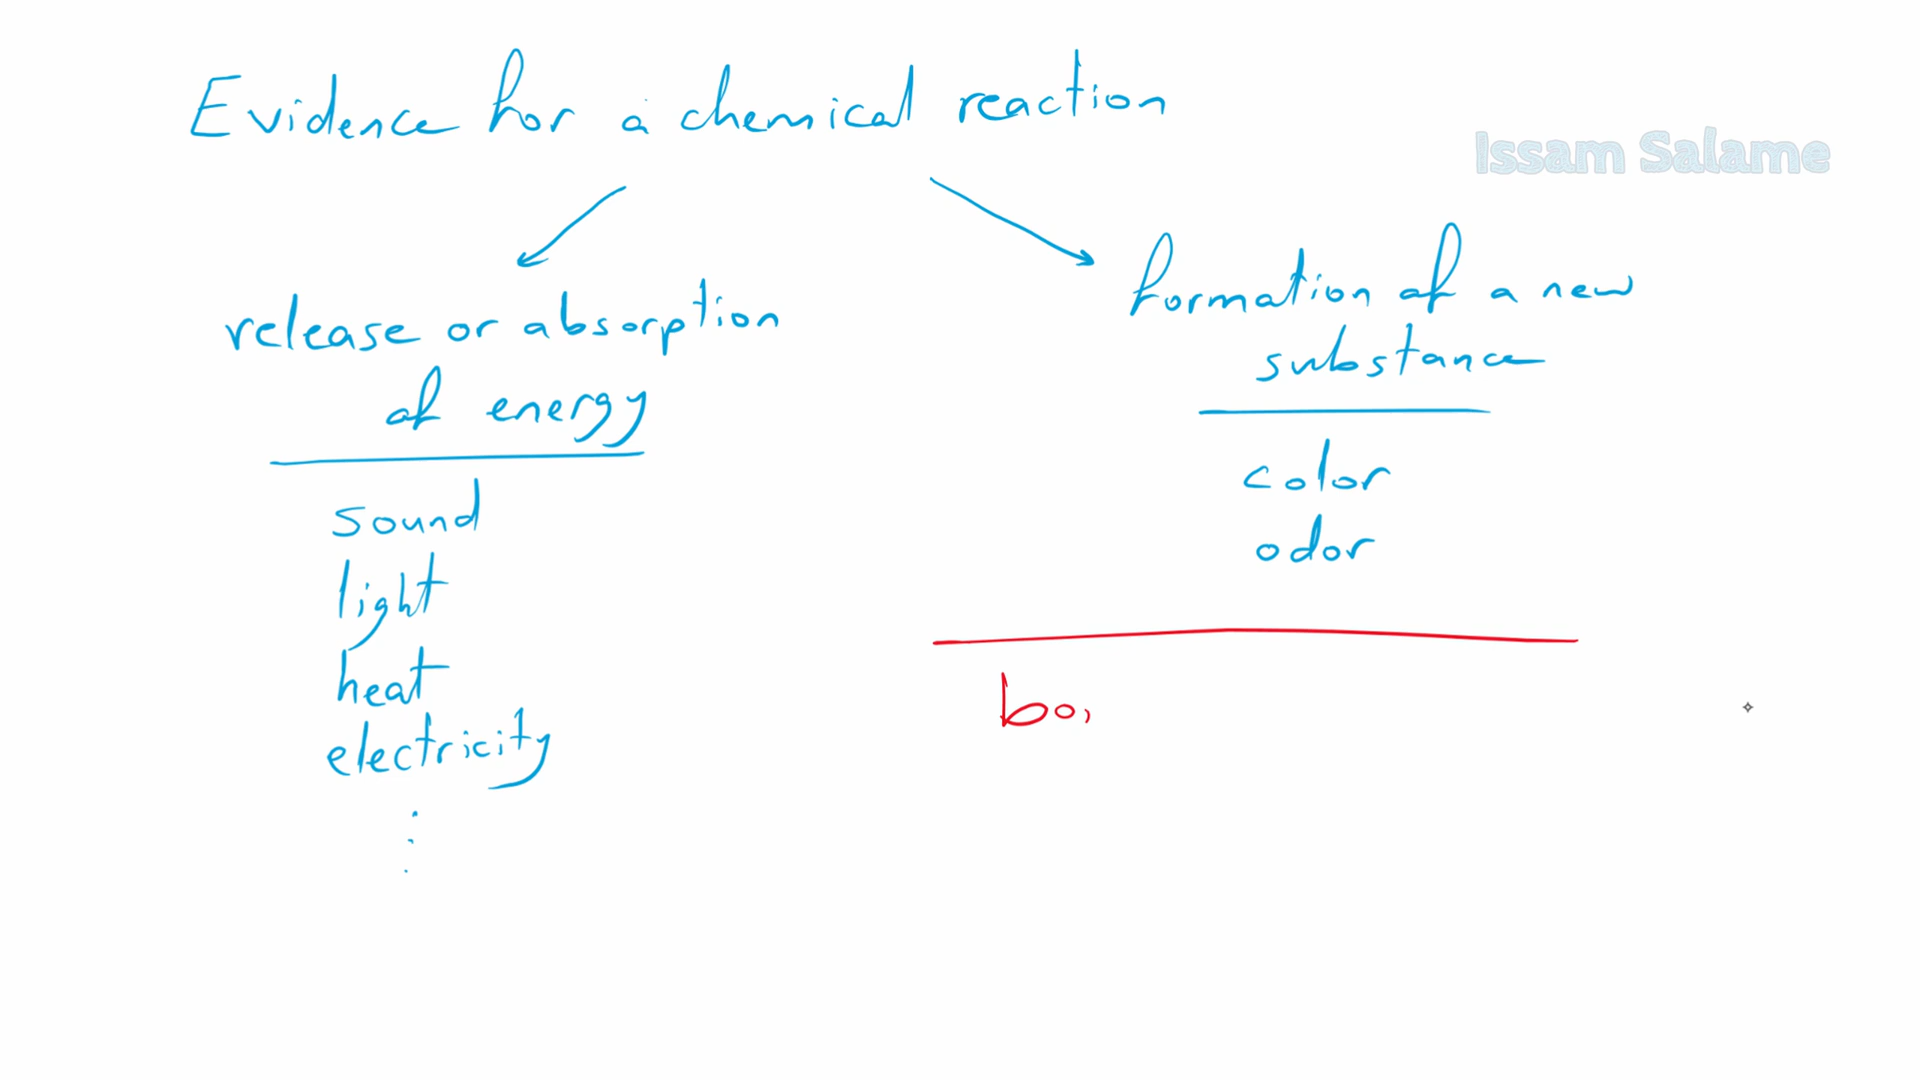 Evidence for a chemical reaction
Issam Salame
release or absorption
of energy
sound
light
heat
electricity
formation of a new
substance
color
odor